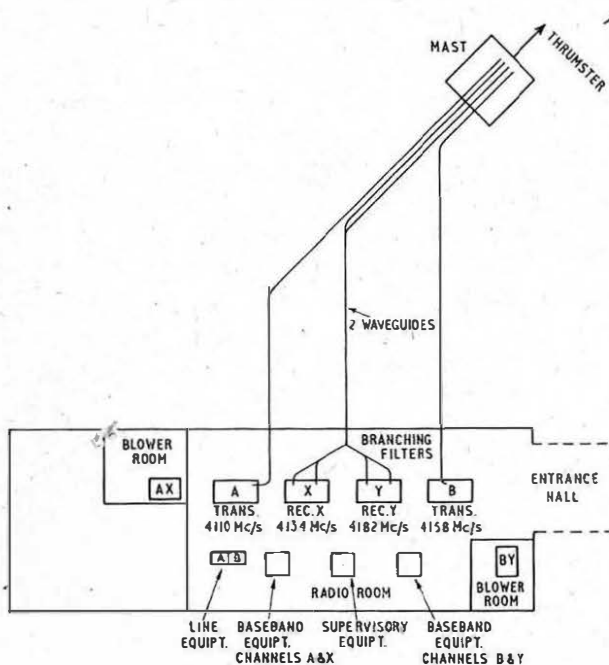 MAST
THRUMSTER
2 WAVEGUIDES
BLOWER
ROOM
AX
BRANCHING
FILTERS
A
X
Y
B
TRANS.
4110 Mc/s
REC. X
4134 Mc/s
REC. Y
4182 Mc/s
TRANS.
4158 Mc/s
ENTRANCE
HALL
A B
BY
BLOWER
ROOM
RADIO ROOM
LINE
EQUIPT.
BASEBAND
EQUIPT.
CHANNELS A&X
SUPERVISORY
EQUIPT.
BASEBAND
EQUIPT.
CHANNELS B&Y